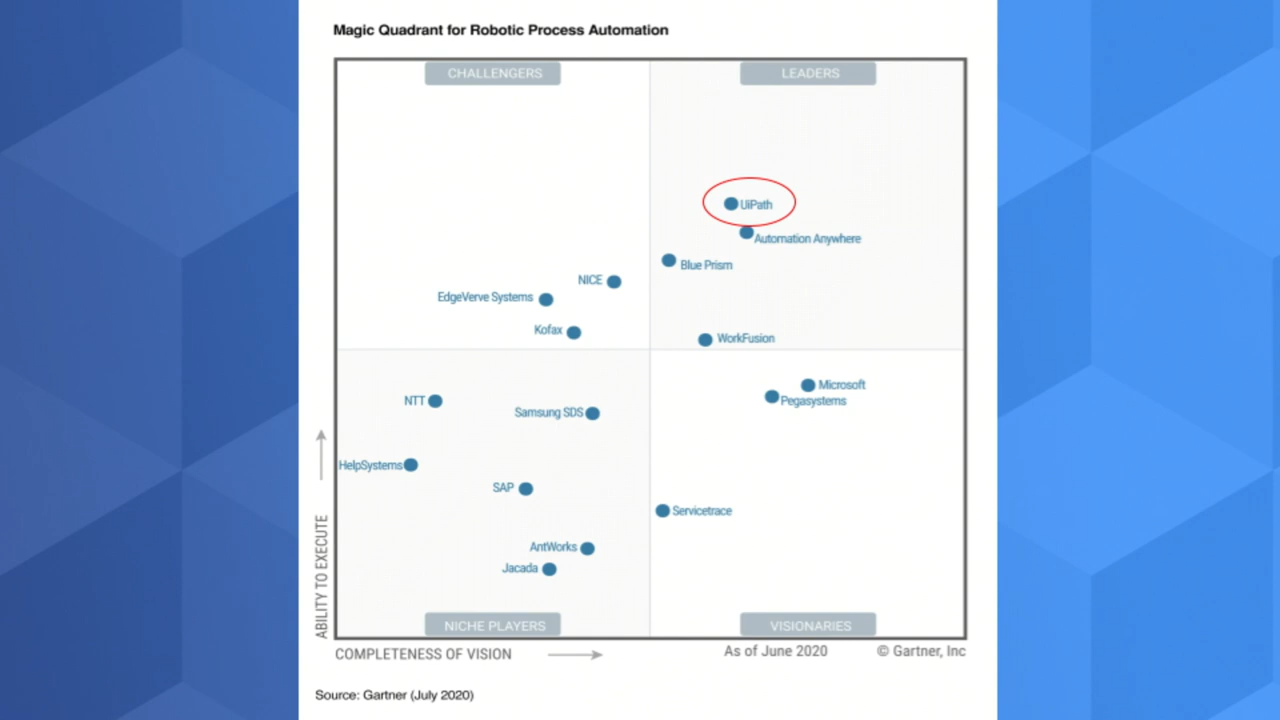 Magic Quadrant for Robotic Process Automation
CHALLENGERS
LEADERS
UiPath
Automation Anywhere
Blue Prism
NICE
EdgeVerve Systems
Kofax
WorkFusion
Microsoft
Pegasystems
NTT
Samsung SDS
HelpSystems
SAP
Servicetrace
AntWorks
Jacada
NICHE PLAYERS
VISIONARIES
ABILITY TO EXECUTE
COMPLETENESS OF VISION
As of June 2020
© Gartner, Inc
Source: Gartner (July 2020)